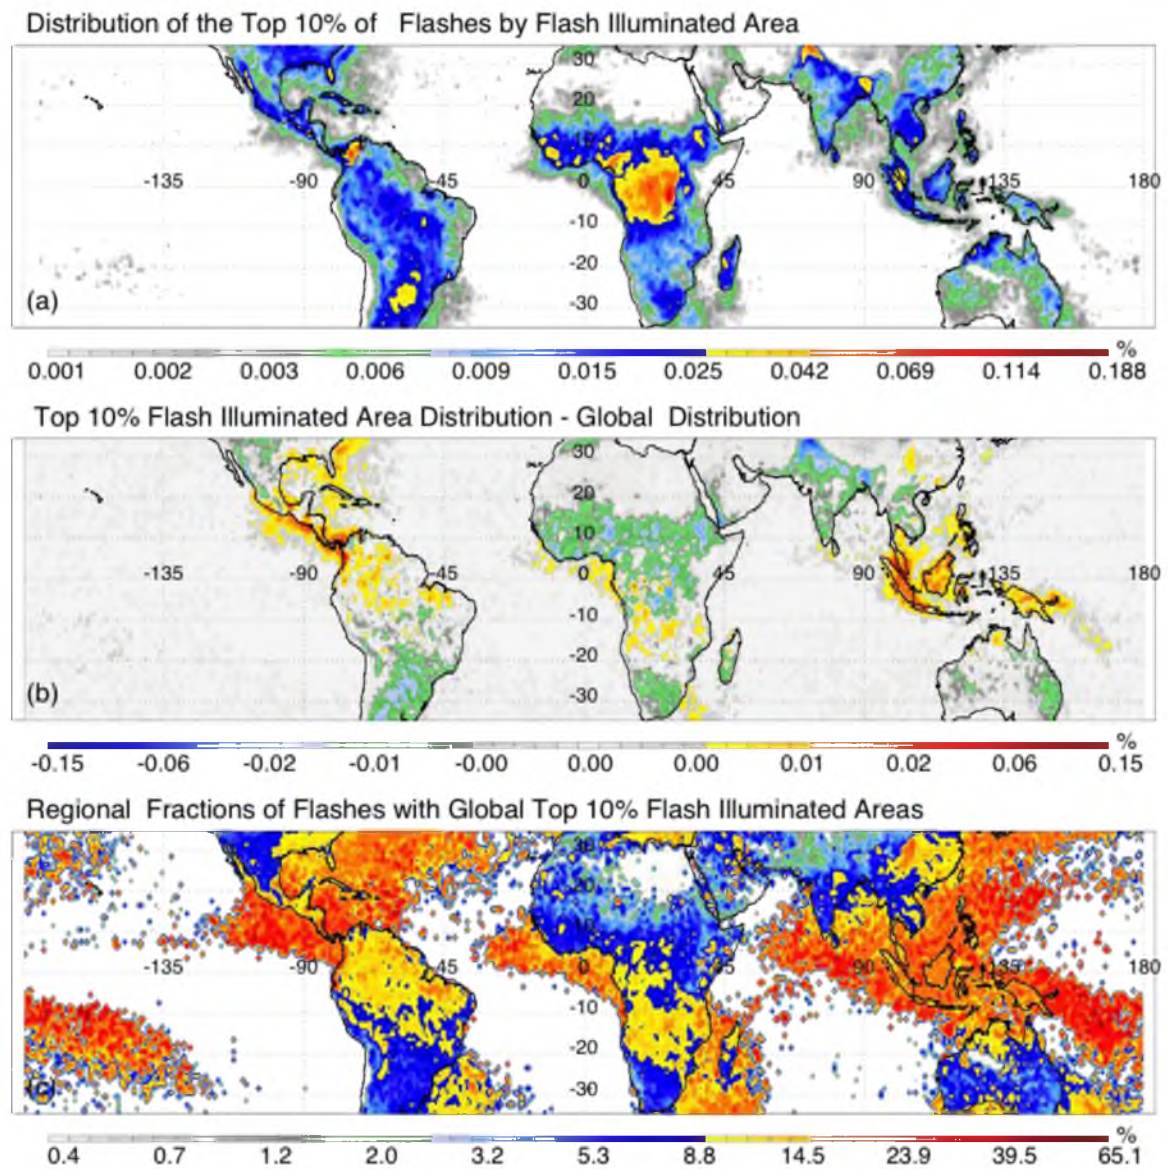 Distribution of the Top 10% of Flashes by Flash Illuminated Area
30
20
10
-135 -90 -45 0 45 90 135 180
-10
-20
-30
(a)
%
0.001 0.002 0.003 0.006 0.009 0.015 0.025 0.042 0.069 0.114 0.188
Top 10% Flash Illuminated Area Distribution - Global Distribution
30
20
10
-135 -90 -45 0 45 90 135 180
-10
-20
-30
(b)
%
-0.15 -0.06 -0.02 -0.01 -0.00 0.00 0.00 0.01 0.02 0.06 0.15
Regional Fractions of Flashes with Global Top 10% Flash Illuminated Areas
30
20
10
-135 -90 -45 0 45 90 135 180
-10
-20
-30
(c)
%
0.4 0.7 1.2 2.0 3.2 5.3 8.8 14.5 23.9 39.5 65.1